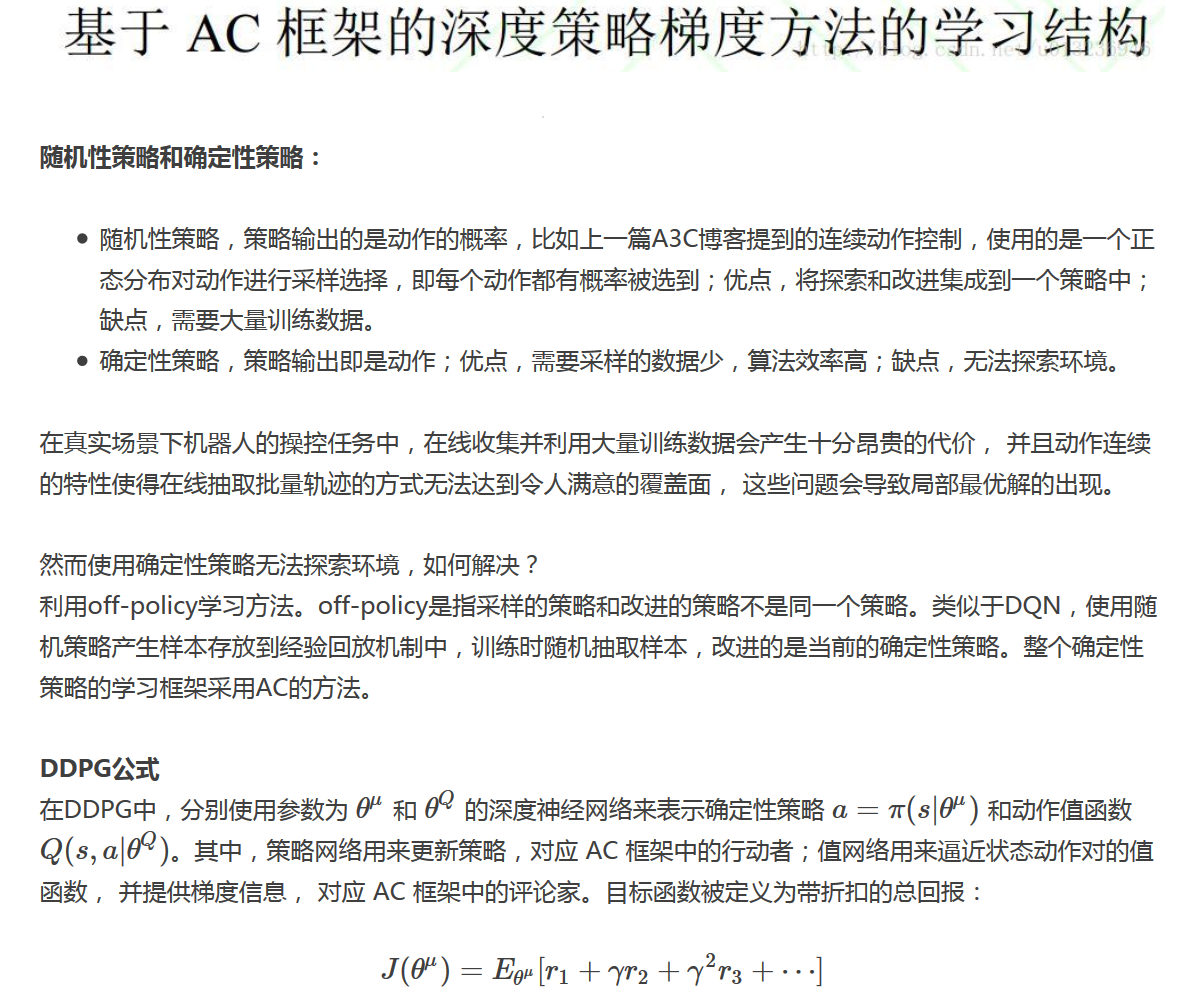 基于 AC 框架的深度策略梯度方法的学习结构
随机性策略和确定性策略：
• 随机性策略，策略输出的是动作的概率，比如上一篇A3C博客提到的连续动作控制，使用的是一个正
态分布对动作进行采样选择，即每个动作都有概率被选到；优点，将探索和改进集成到一个策略中；
缺点，需要大量训练数据。
• 确定性策略，策略输出即是动作；优点，需要采样的数据少，算法效率高；缺点，无法探索环境。
在真实场景下机器人的操控任务中，在线收集并利用大量训练数据会产生十分昂贵的代价， 并且动作连续
的特性使得在线抽取批量轨迹的方式无法达到令人满意的覆盖面， 这些问题会导致局部最优解的出现。
然而使用确定性策略无法探索环境，如何解决？
利用off-policy学习方法。off-policy是指采样的策略和改进的策略不是同一个策略。类似于DQN，使用随
机策略产生样本存放到经验回放机制中，训练时随机抽取样本，改进的是当前的确定性策略。整个确定性
策略的学习框架采用AC的方法。
DDPG公式
在DDPG中，分别使用参数为 θ^μ 和 θ^Q 的深度神经网络来表示确定性策略 a = π(s|θ^μ) 和动作值函数
Q(s, a|θ^Q)。其中，策略网络用来更新策略，对应 AC 框架中的行动者；值网络用来逼近状态动作对的值
函数， 并提供梯度信息， 对应 AC 框架中的评论家。目标函数被定义为带折扣的总回报：
J(θ^μ) = E_{θ^μ}[r_1 + γr_2 + γ^2r_3 + ⋯]